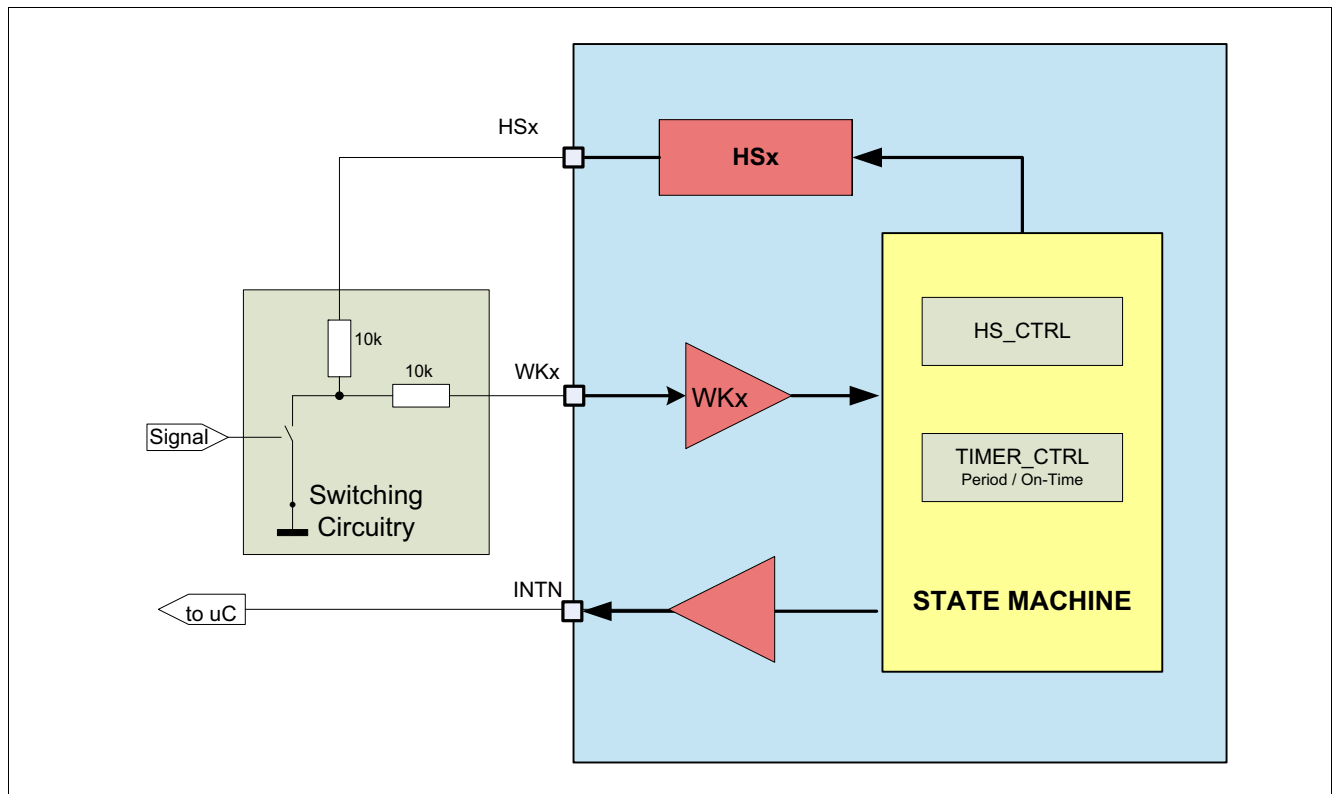 HSx
HSx
HS_CTRL
10k
10k
WKx
WKx
Signal
TIMER_CTRL
Period / On-Time
Switching
Circuitry
INTN
STATE MACHINE
to uC